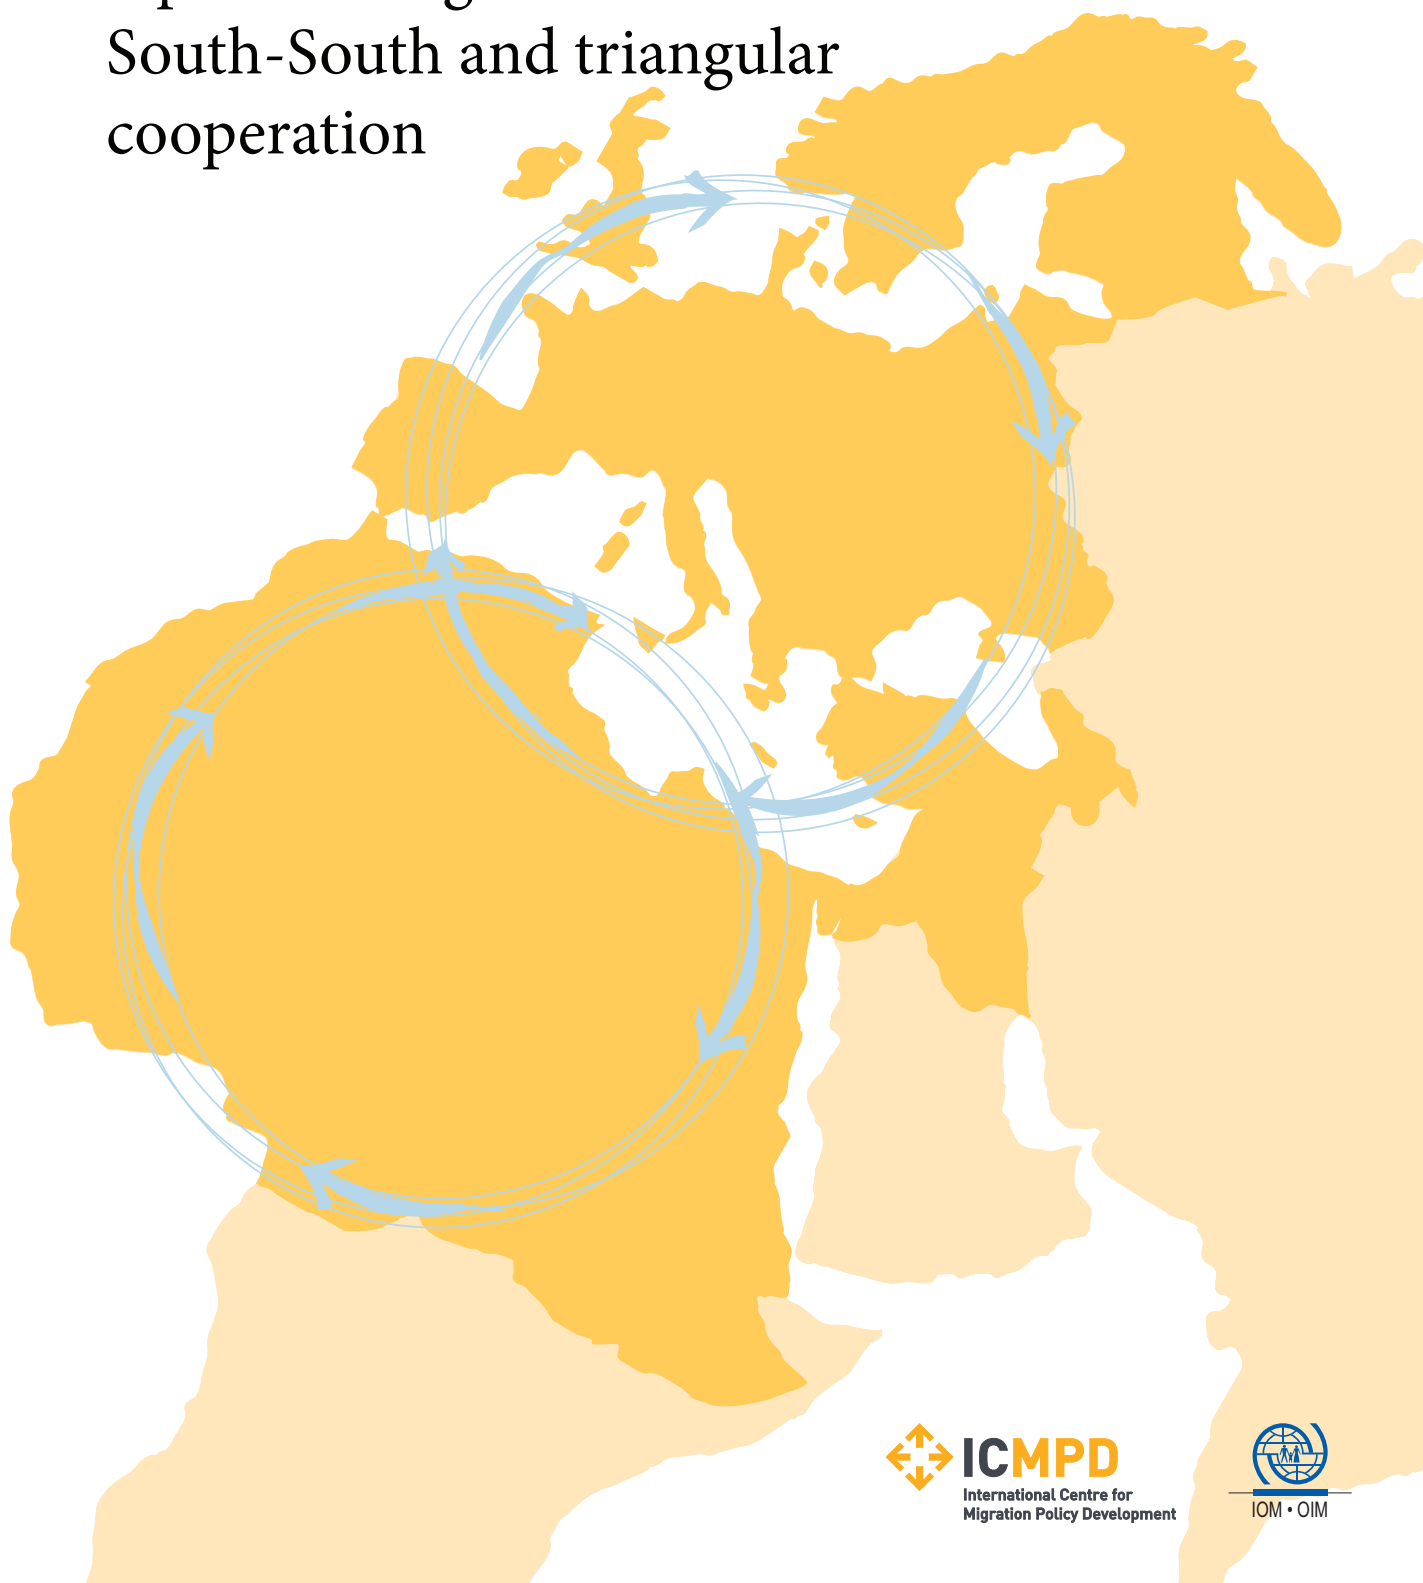 South-South and triangular
cooperation
ICMPD
International Centre for
Migration Policy Development
IOM • OIM